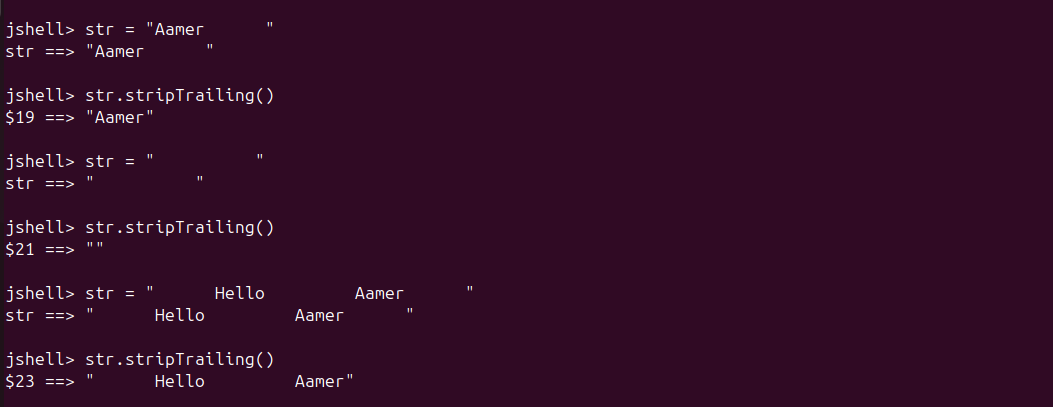 jshell> str = "Aamer      "
str ==> "Aamer      "
jshell> str.stripTrailing()
$19 ==> "Aamer"
jshell> str = "          "
str ==> "          "
jshell> str.stripTrailing()
$21 ==> ""
jshell> str = "      Hello         Aamer      "
str ==> "      Hello         Aamer      "
jshell> str.stripTrailing()
$23 ==> "      Hello         Aamer"